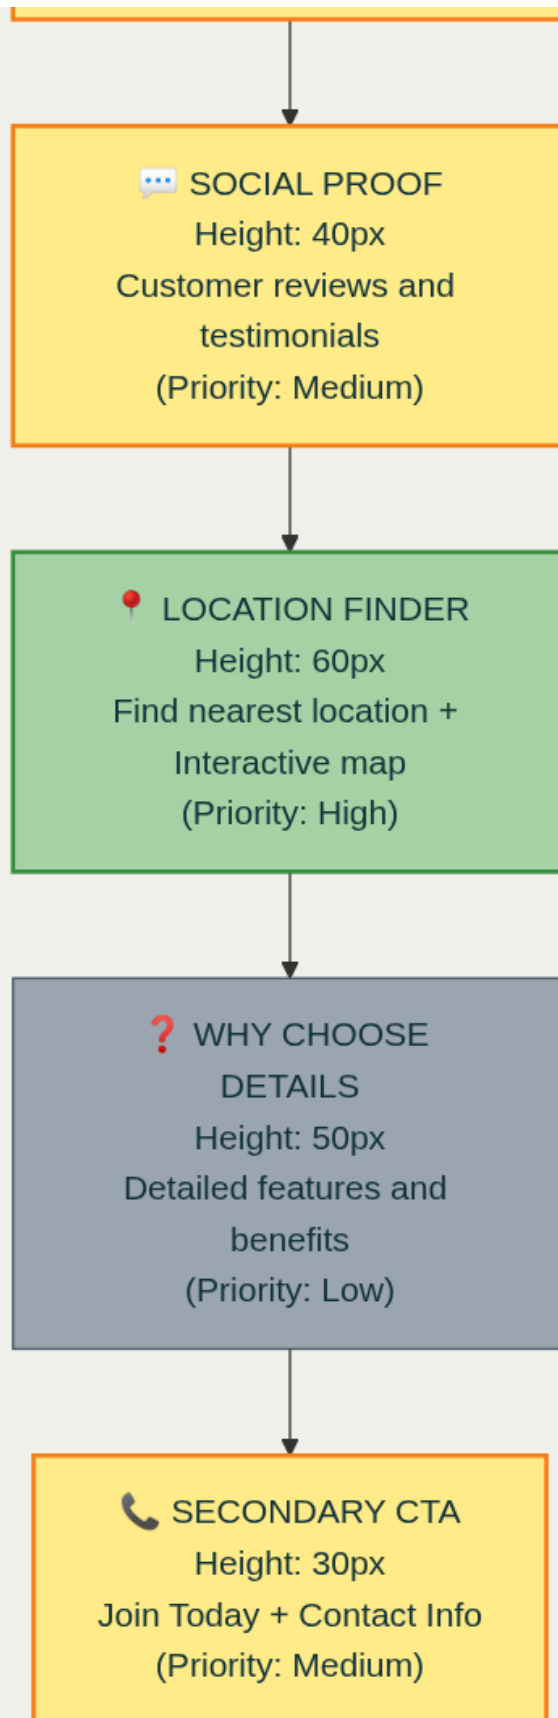 💬 SOCIAL PROOF
Height: 40px
Customer reviews and
testimonials
(Priority: Medium)
📍 LOCATION FINDER
Height: 60px
Find nearest location +
Interactive map
(Priority: High)
❓ WHY CHOOSE
DETAILS
Height: 50px
Detailed features and
benefits
(Priority: Low)
📞 SECONDARY CTA
Height: 30px
Join Today + Contact Info
(Priority: Medium)